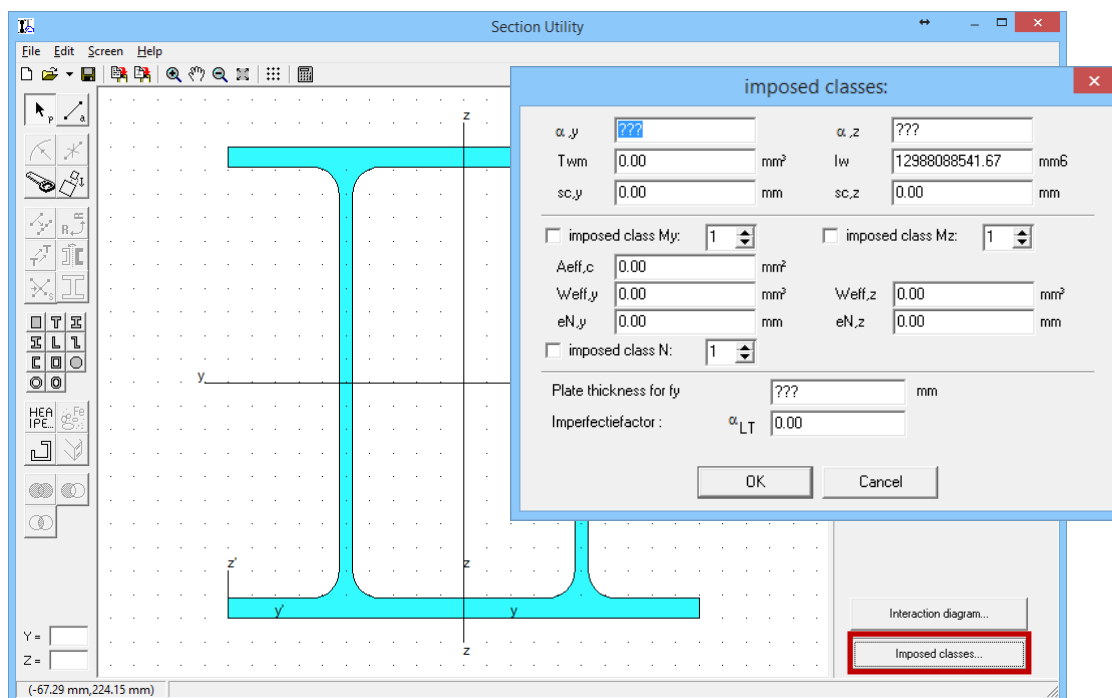 Section Utility
File Edit Screen Help
imposed classes:
α,y ??? α,z ???
Twm 0.00 mm³ Iw 12988088541.67 mm6
sc,y 0.00 mm sc,z 0.00 mm
imposed class My: 1 imposed class Mz: 1
Aeff,c 0.00 mm²
Weff,y 0.00 mm³ Weff,z 0.00 mm³
eN,y 0.00 mm eN,z 0.00 mm
imposed class N: 1
Plate thickness for fy ??? mm
Imperfectiefactor : αLT 0.00
OK Cancel
P a
R
T
s
HEA Fe
IPE...
z
y
z' z
y' y
z
Interaction diagram...
Imposed classes...
Y =
Z =
(-67.29 mm,224.15 mm)